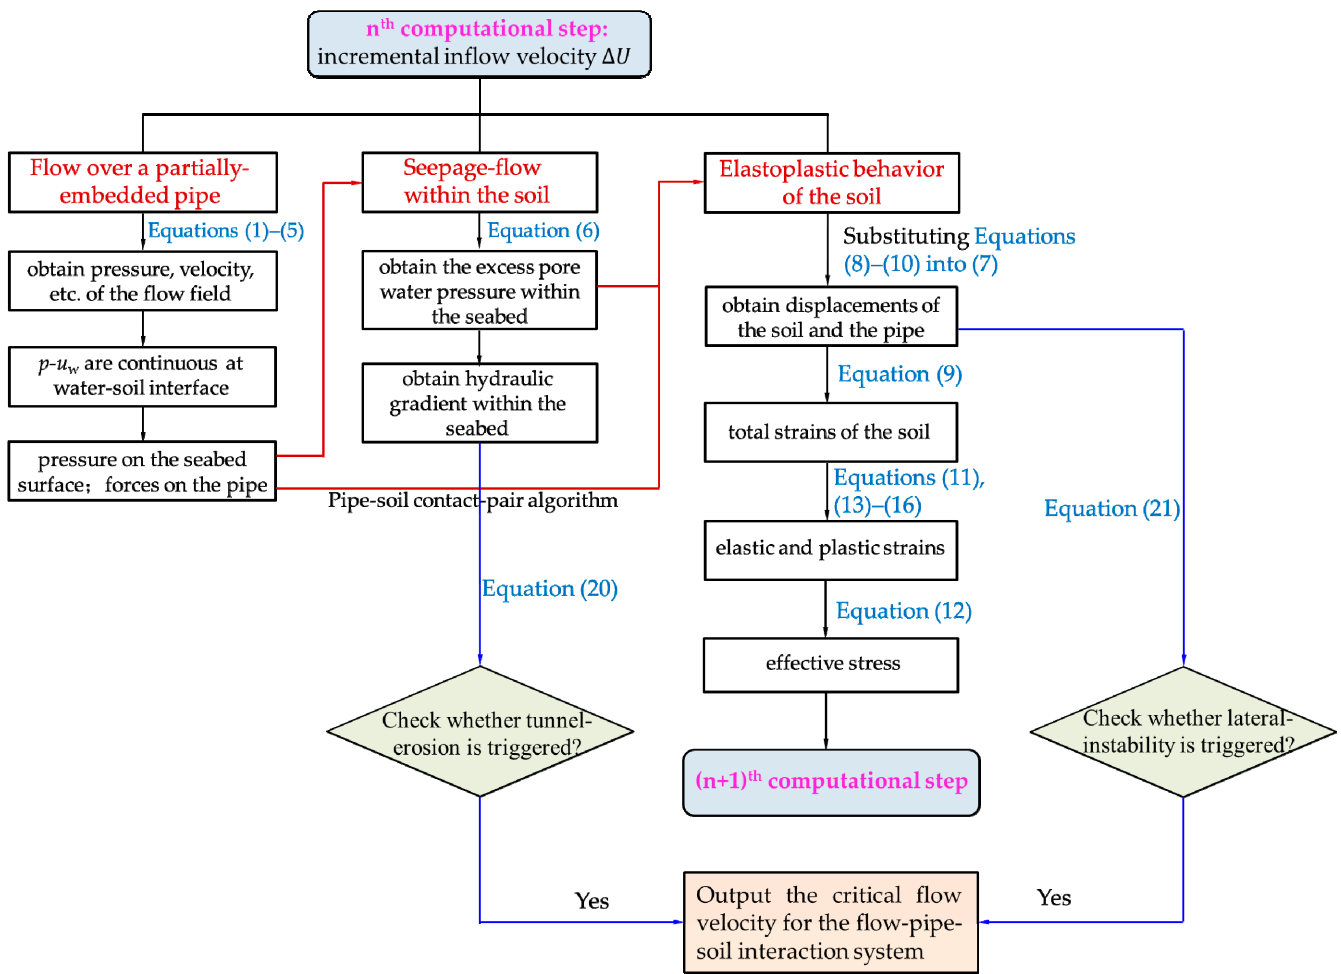 nth computational step:
incremental inflow velocity ΔU
Flow over a partially-
embedded pipe
Equations (1)–(5)
obtain pressure, velocity,
etc. of the flow field
p-uw are continuous at
water-soil interface
pressure on the seabed
surface; forces on the pipe
Seepage-flow
within the soil
Equation (6)
obtain the excess pore
water pressure within
the seabed
obtain hydraulic
gradient within the
seabed
Pipe-soil contact-pair algorithm
Equation (20)
Check whether tunnel-
erosion is triggered?
Elastoplastic behavior
of the soil
Substituting Equations
(8)–(10) into (7)
obtain displacements of
the soil and the pipe
Equation (9)
total strains of the soil
Equations (11),
(13)–(16)
elastic and plastic strains
Equation (12)
effective stress
(n+1)th computational step
Equation (21)
Check whether lateral-
instability is triggered?
Yes
Output the critical flow
velocity for the flow-pipe-
soil interaction system
Yes